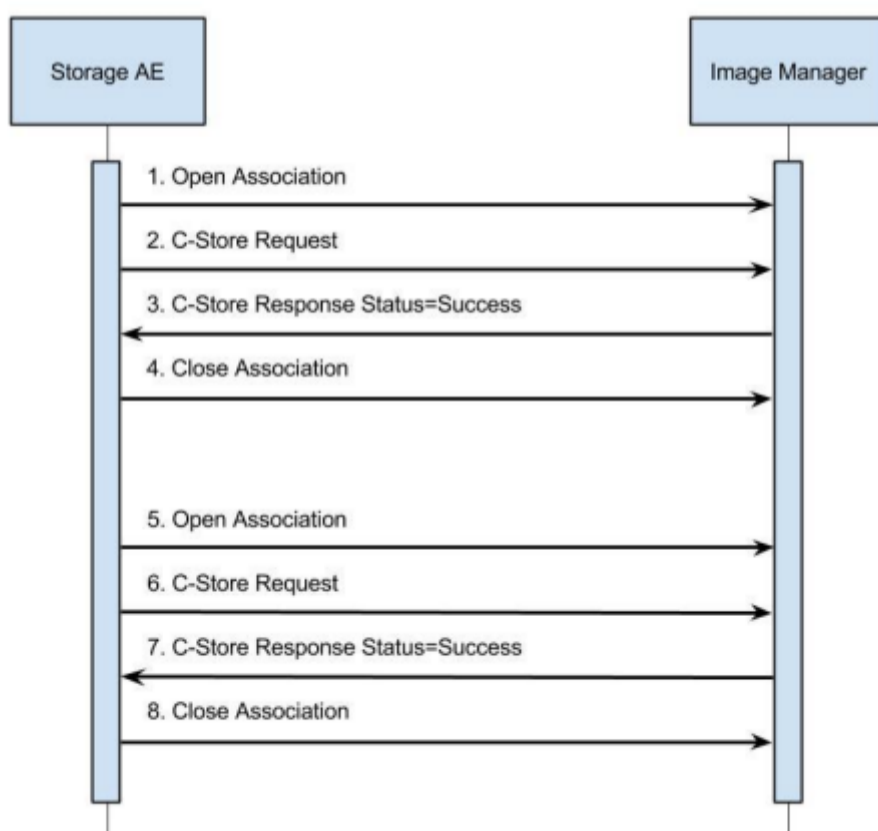 Storage AE
Image Manager
1. Open Association
2. C-Store Request
3. C-Store Response Status=Success
4. Close Association
5. Open Association
6. C-Store Request
7. C-Store Response Status=Success
8. Close Association